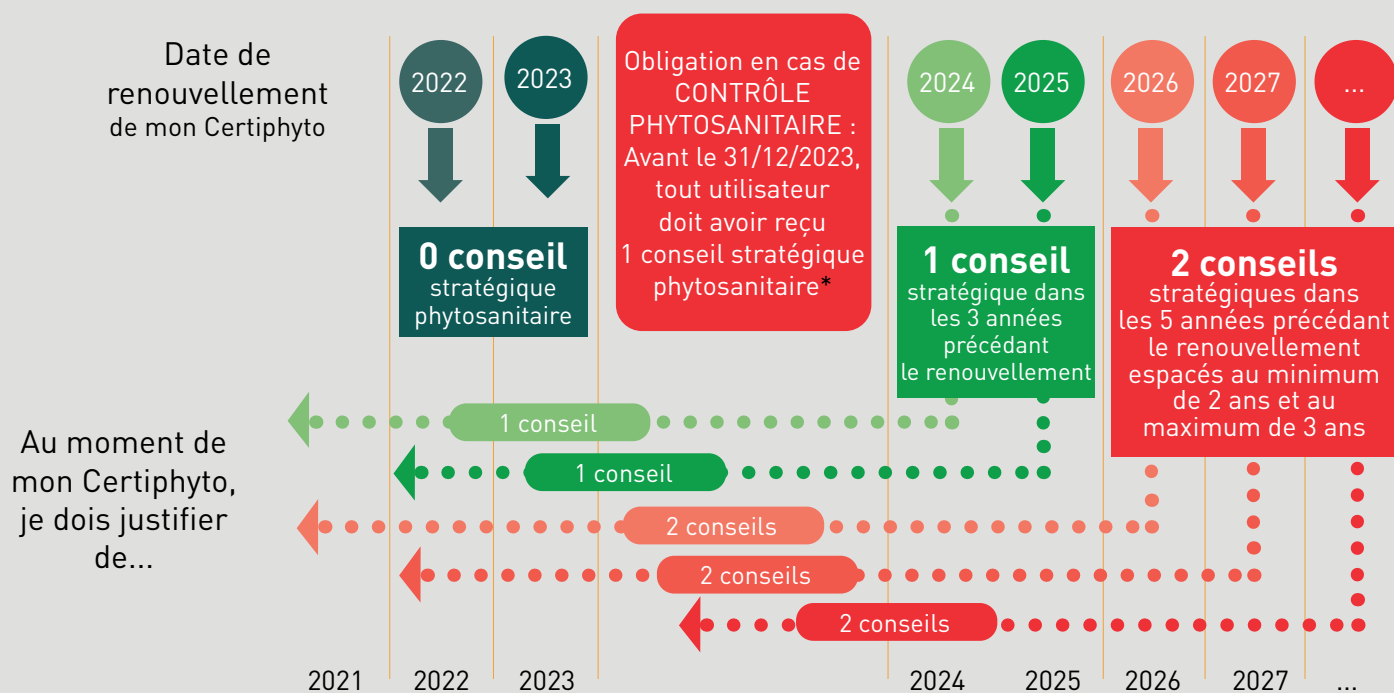 Date de
renouvellement
de mon Certiphyto
2022
2023
Obligation en cas de
CONTRÔLE
PHYTOSANITAIRE :
Avant le 31/12/2023,
tout utilisateur
doit avoir reçu
1 conseil stratégique
phytosanitaire*
2024
2025
2026
2027
...
0 conseil
stratégique
phytosanitaire
1 conseil
stratégique dans
les 3 années
précédant
le renouvellement
2 conseils
stratégiques dans
les 5 années précédant
le renouvellement
espacés au minimum
de 2 ans et au
maximum de 3 ans
Au moment de
mon Certiphyto,
je dois justifier
de...
1 conseil
1 conseil
2 conseils
2 conseils
2 conseils
2021
2022
2023
2024
2025
2026
2027
...